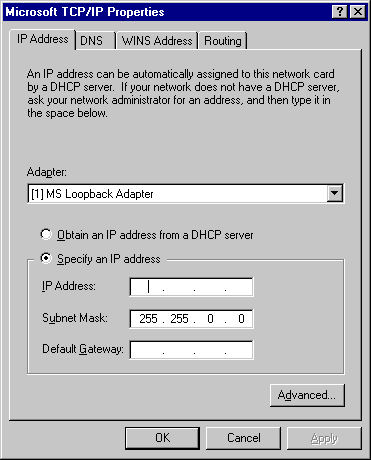 Microsoft TCP/IP Properties
IP Address DNS WINS Address Routing
An IP address can be automatically assigned to this network card
by a DHCP server. If your network does not have a DHCP server,
ask your network administrator for an address, and then type it in
the space below.
Adapter:
[1] MS Loopback Adapter
Obtain an IP address from a DHCP server
Specify an IP address
IP Address: . . .
Subnet Mask: 255 . 255 . 0 . 0
Default Gateway: . . .
Advanced...
OK Cancel Apply